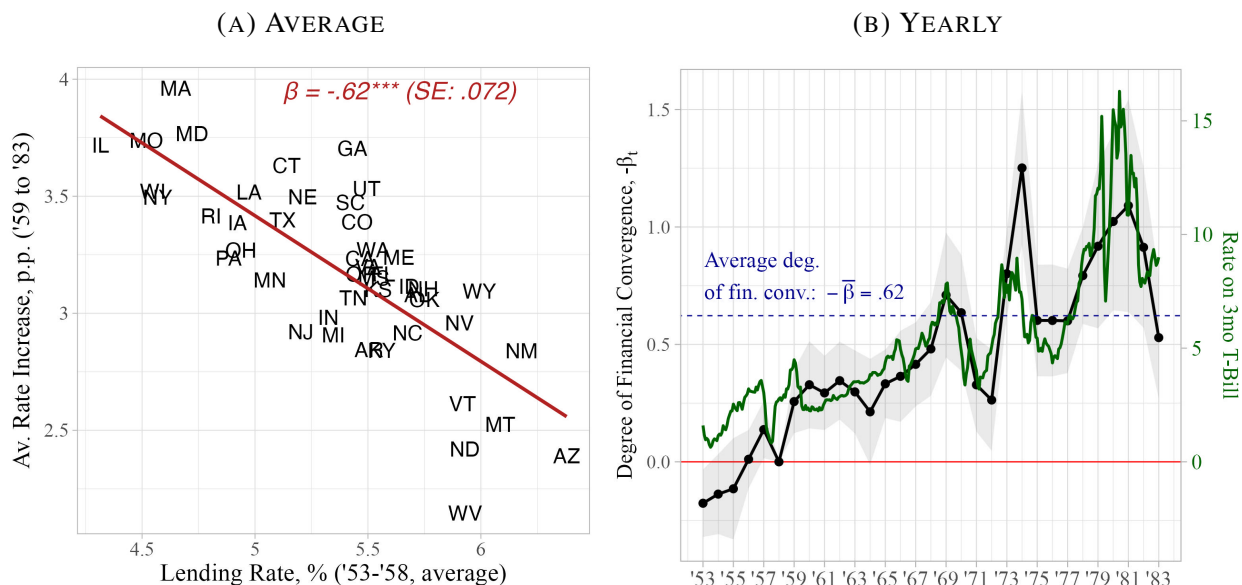 (A) AVERAGE
β = -.62*** (SE: .072)
Av. Rate Increase, p.p. ('59 to '83)
4
3.5
3
2.5
MA
MD
MO
IL
GA
CT
WI
NY
LA
NE
UT
SC
RI
IA
TX
CO
OH
PA
WA
ME
MN
TN
ID
NH
OK
WY
IN
NJ
MI
NC
NV
AR
KY
NM
VT
MT
ND
AZ
WV
4.5 5 5.5 6
Lending Rate, % ('53-'58, average)
(B) YEARLY
Degree of Financial Convergence, -βt
1.5
1.0
0.5
0.0
Average deg.
of fin. conv.: −β̅ = .62
15
10
5
0
Rate on 3mo T-Bill
'53 '55 '57 '59 '61 '63 '65 '67 '69 '71 '73 '75 '77 '79 '81 '83